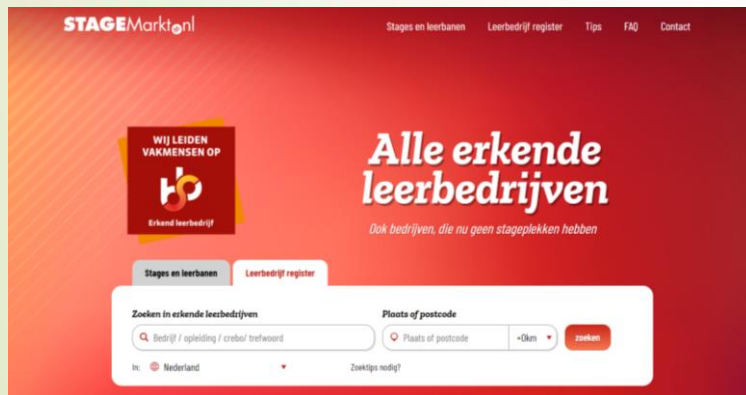 STAGEMarkt.nl
Stages en leerbanen Leerbedrijf register Tips FAQ Contact
WIJ LEIDEN
VAKMENSEN OP
Erkend leerbedrijf
Alle erkende
leerbedrijven
Ook bedrijven, die nu geen stageplekken hebben
Stages en leerbanen Leerbedrijf register
Zoeken in erkende leerbedrijven Plaats of postcode
Bedrijf / opleiding / crebo/ trefwoord Plaats of postcode +0km zoeken
In: Nederland Zoektips nodig?